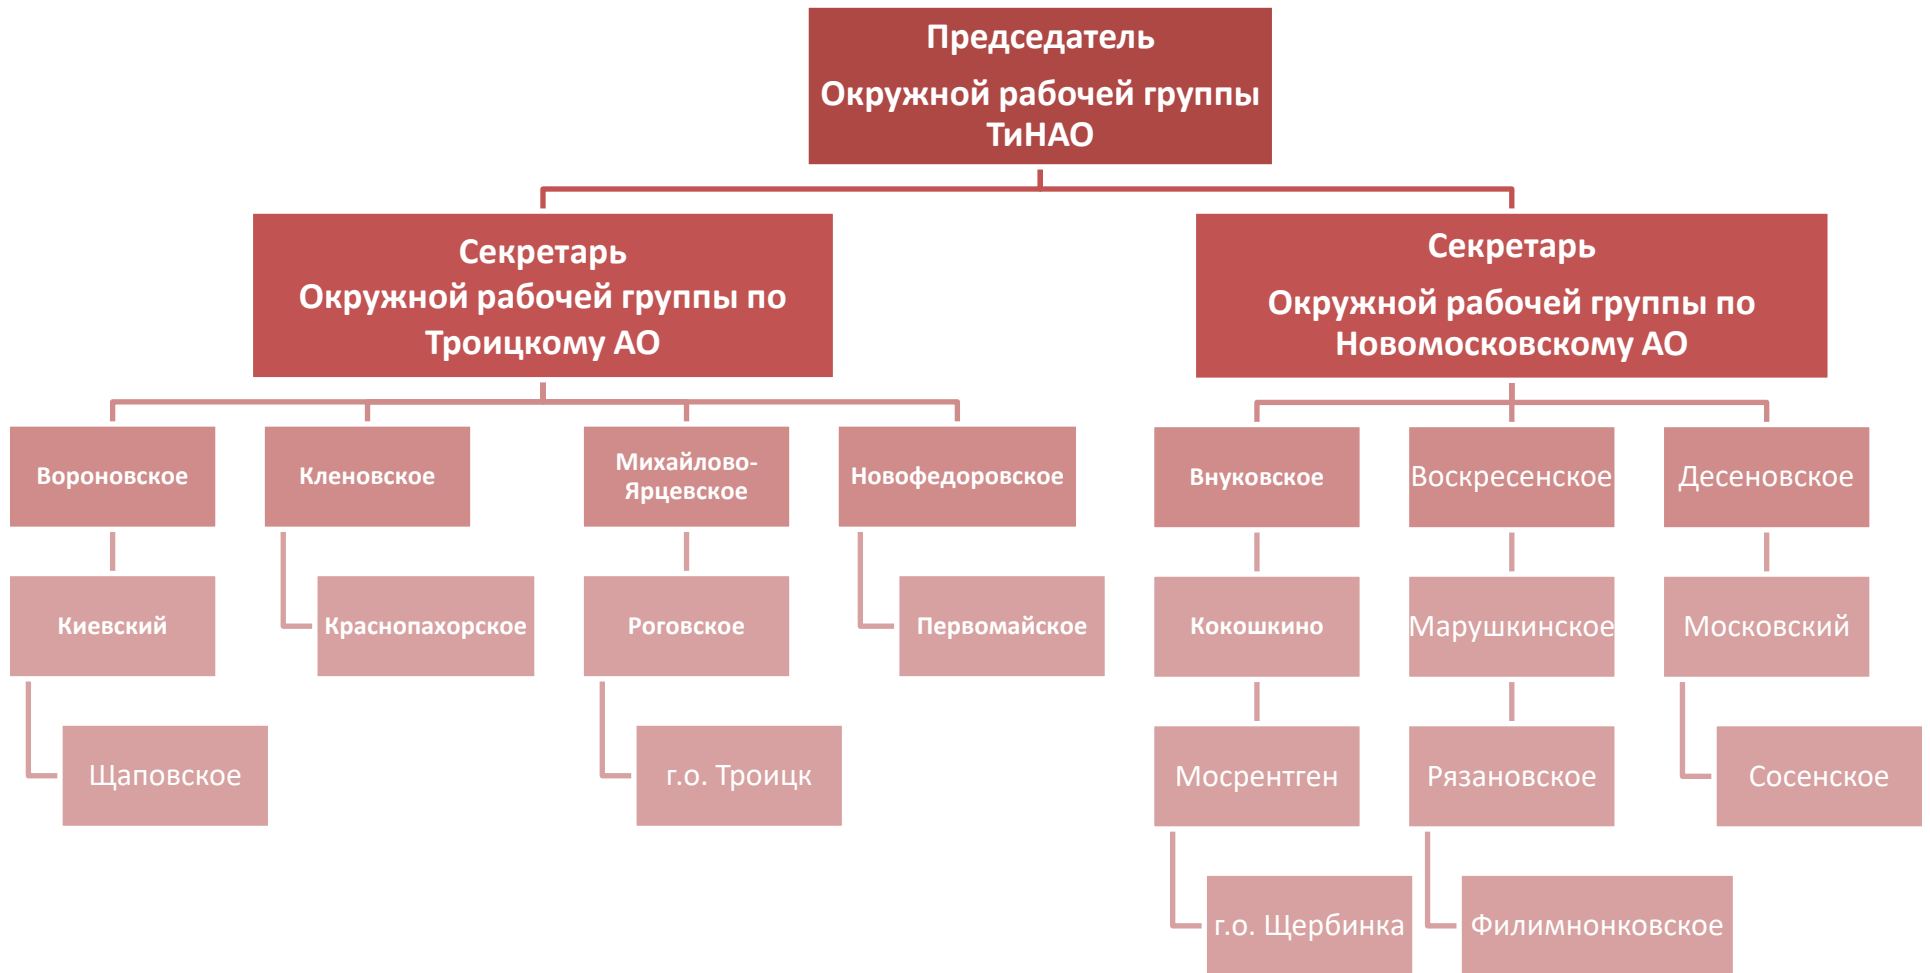 Председатель
Окружной рабочей группы
ТиНАО
Секретарь
Окружной рабочей группы по
Троицкому АО
Секретарь
Окружной рабочей группы по
Новомосковскому АО
Вороновское
Кленовское
Михайлово-
Ярцевское
Новофедоровское
Внуковское
Воскресенское
Десеновское
Киевский
Краснопахорское
Роговское
Первомайское
Кокошкино
Марушкинское
Московский
Щаповское
г.о. Троицк
Мосрентген
Рязановское
Сосенское
г.о. Щербинка
Филимнонковское